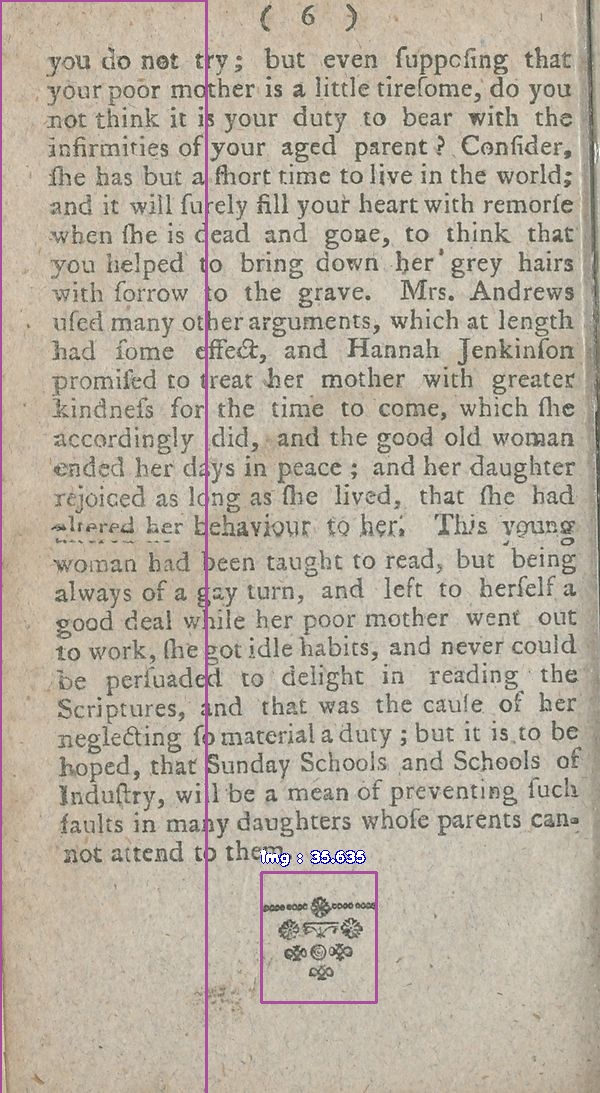 ( 6 )
you do not try; but even ſuppoſing that
your poor mother is a little tireſome, do you
not think it is your duty to bear with the
infirmities of your aged parent? Conſider,
ſhe has but a ſhort time to live in the world;
and it will ſurely fill your heart with remorſe
when ſhe is dead and gone, to think that
you helped to bring down her grey hairs
with ſorrow to the grave. Mrs. Andrews
uſed many other arguments, which at length
had ſome effect, and Hannah Jenkinſon
promiſed to treat her mother with greater
kindneſs for the time to come, which ſhe
accordingly did, and the good old woman
ended her days in peace; and her daughter
rejoiced as long as ſhe lived, that ſhe had
altered her behaviour to her. This young
woman had been taught to read, but being
always of a gay turn, and left to herſelf a
good deal while her poor mother went out
to work, ſhe got idle habits, and never could
be perſuaded to delight in reading the
Scriptures, and that was the cauſe of her
neglecting ſo material a duty; but it is to be
hoped, that Sunday Schools and Schools of
Induſtry, will be a mean of preventing ſuch
faults in many daughters whoſe parents can-
not attend to them.
img : 35.635